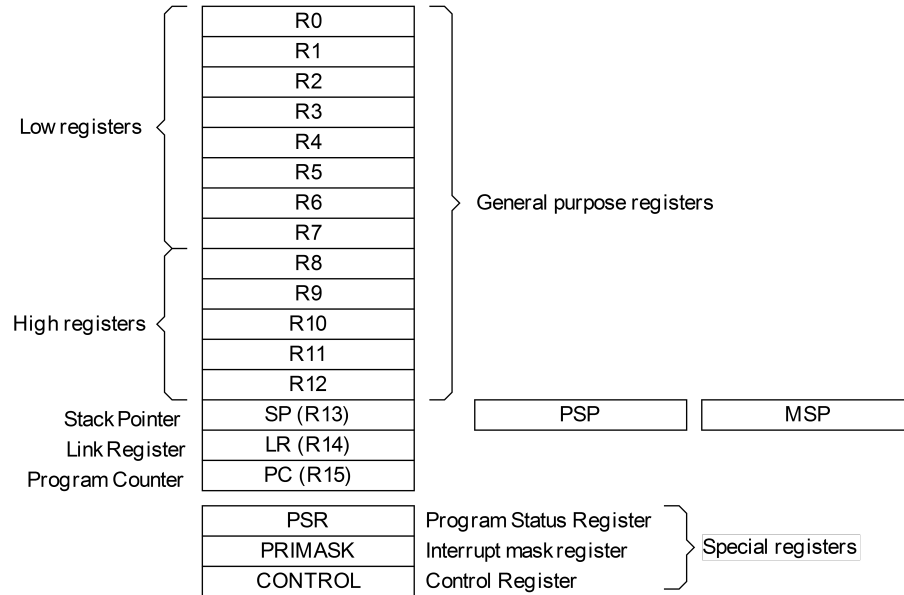 R0
R1
R2
R3
Low registers
R4
R5
R6
General purpose registers
R7
R8
R9
High registers
R10
R11
R12
Stack Pointer SP (R13) PSP MSP
Link Register LR (R14)
Program Counter PC (R15)
PSR Program Status Register
PRIMASK Interrupt mask register Special registers
CONTROL Control Register